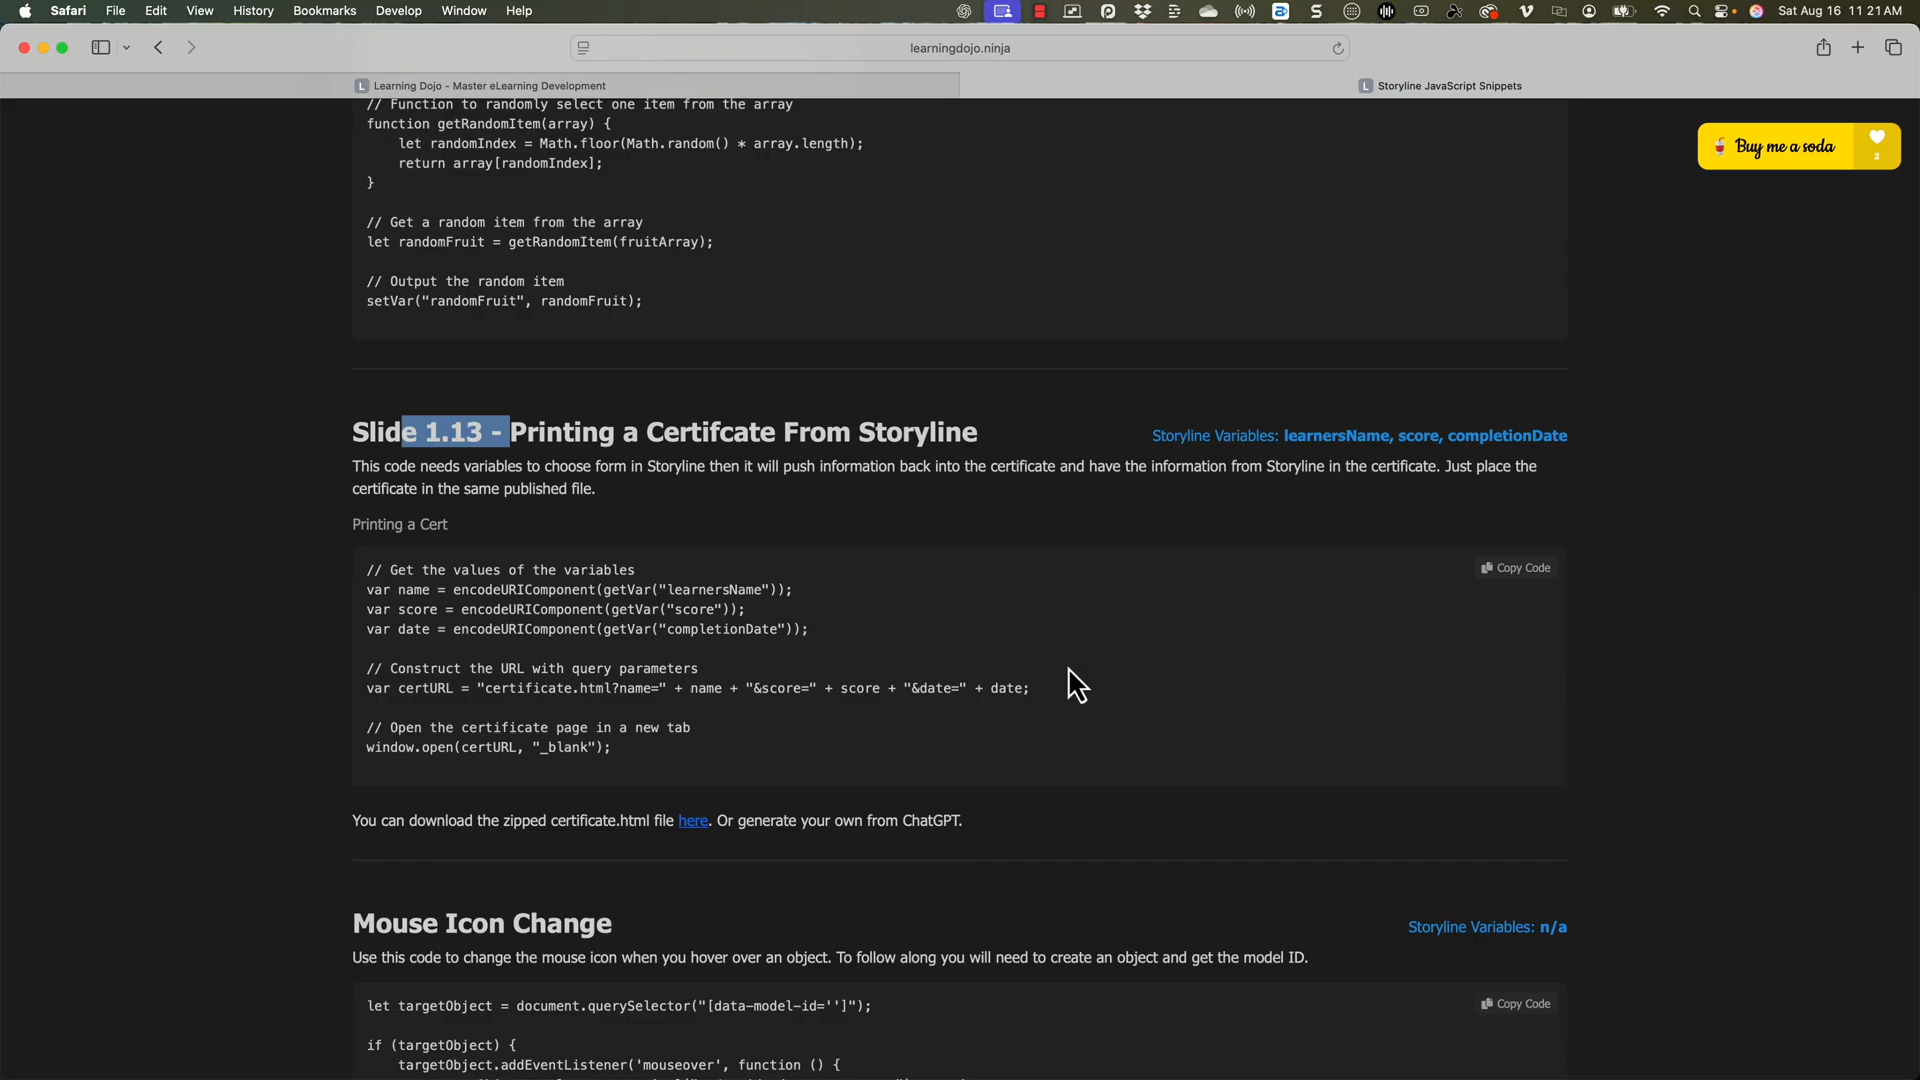 Safari File Edit View History Bookmarks Develop Window Help Sat Aug 16 11 21 AM
learningdojo.ninja
L Learning Dojo - Master eLearning Development
L Storyline JavaScript Snippets
// Function to randomly select one item from the array
function getRandomItem(array) {
let randomIndex = Math.floor(Math.random() * array.length);
return array[randomIndex];
}
Buy me a soda
2
// Get a random item from the array
let randomFruit = getRandomItem(fruitArray);
// Output the random item
setVar("randomFruit", randomFruit);
Slide 1.13 - Printing a Certifcate From Storyline
Storyline Variables: learnersName, score, completionDate
This code needs variables to choose form in Storyline then it will push information back into the certificate and have the information from Storyline in the certificate. Just place the
certificate in the same published file.
Printing a Cert
Copy Code
// Get the values of the variables
var name = encodeURIComponent(getVar("learnersName"));
var score = encodeURIComponent(getVar("score"));
var date = encodeURIComponent(getVar("completionDate"));
// Construct the URL with query parameters
var certURL = "certificate.html?name=" + name + "&score=" + score + "&date=" + date;
// Open the certificate page in a new tab
window.open(certURL, "_blank");
You can download the zipped certificate.html file here. Or generate your own from ChatGPT.
Mouse Icon Change
Storyline Variables: n/a
Use this code to change the mouse icon when you hover over an object. To follow along you will need to create an object and get the model ID.
Copy Code
let targetObject = document.querySelector("[data-model-id='']");
if (targetObject) {
targetObject.addEventListener('mouseover', function () {